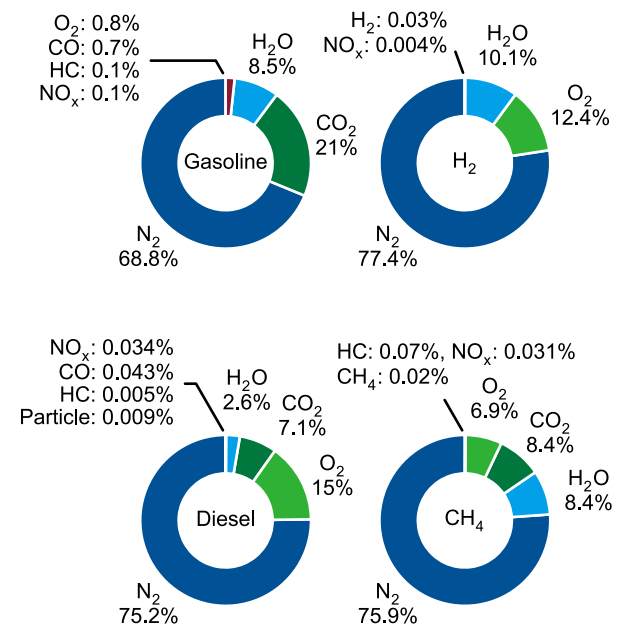 O₂: 0.8%
CO: 0.7%
HC: 0.1%
NOₓ: 0.1%
H₂O
8.5%
CO₂
21%
Gasoline
N₂
68.8%
H₂: 0.03%
NOₓ: 0.004%
H₂O
10.1%
O₂
12.4%
H₂
N₂
77.4%
NOₓ: 0.034%
CO: 0.043%
HC: 0.005%
Particle: 0.009%
H₂O
2.6%
CO₂
7.1%
O₂
15%
Diesel
N₂
75.2%
HC: 0.07%, NOₓ: 0.031%
CH₄: 0.02%
O₂
6.9%
CO₂
8.4%
H₂O
8.4%
CH₄
N₂
75.9%